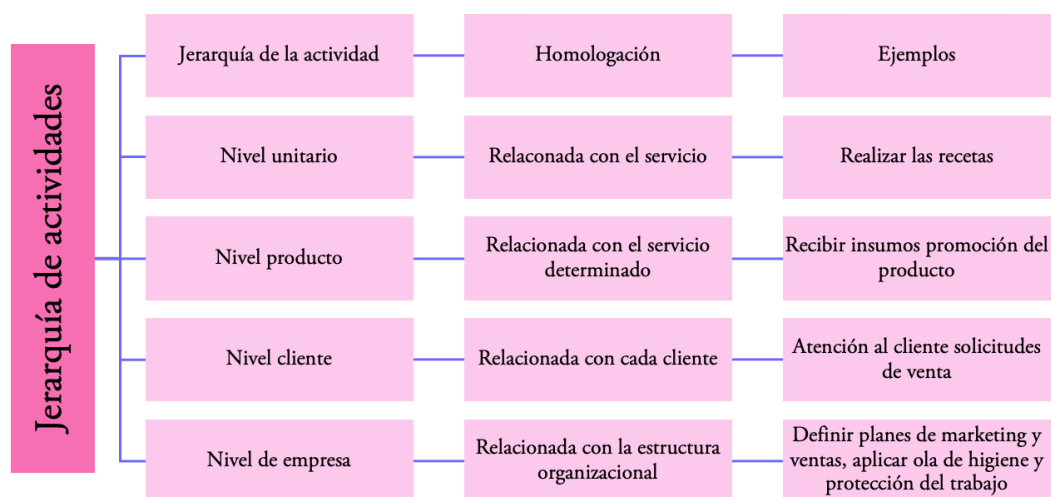 Jerarquía de actividades
Jerarquía de la actividad
Homologación
Ejemplos
Nivel unitario
Relaconada con el servicio
Realizar las recetas
Nivel producto
Relacionada con el servicio
determinado
Recibir insumos promoción del
producto
Nivel cliente
Relacionada con cada cliente
Atención al cliente solicitudes
de venta
Nivel de empresa
Relacionada con la estructura
organizacional
Definir planes de marketing y
ventas, aplicar ola de higiene y
protección del trabajo